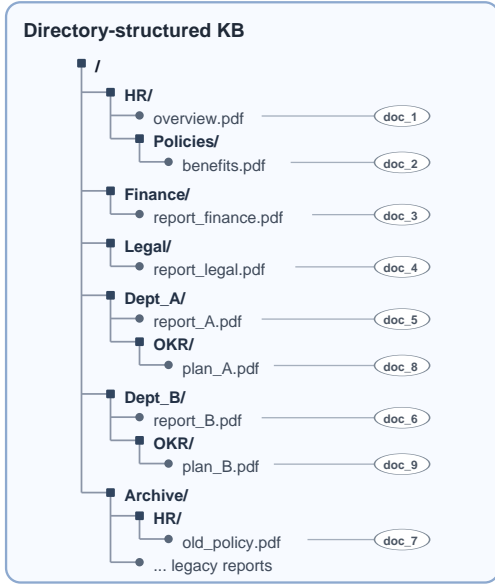 Directory-structured KB
/
HR/
overview.pdf doc_1
Policies/
benefits.pdf doc_2
Finance/
report_finance.pdf doc_3
Legal/
report_legal.pdf doc_4
Dept_A/
report_A.pdf doc_5
OKR/
plan_A.pdf doc_8
Dept_B/
report_B.pdf doc_6
OKR/
plan_B.pdf doc_9
Archive/
HR/
old_policy.pdf doc_7
... legacy reports